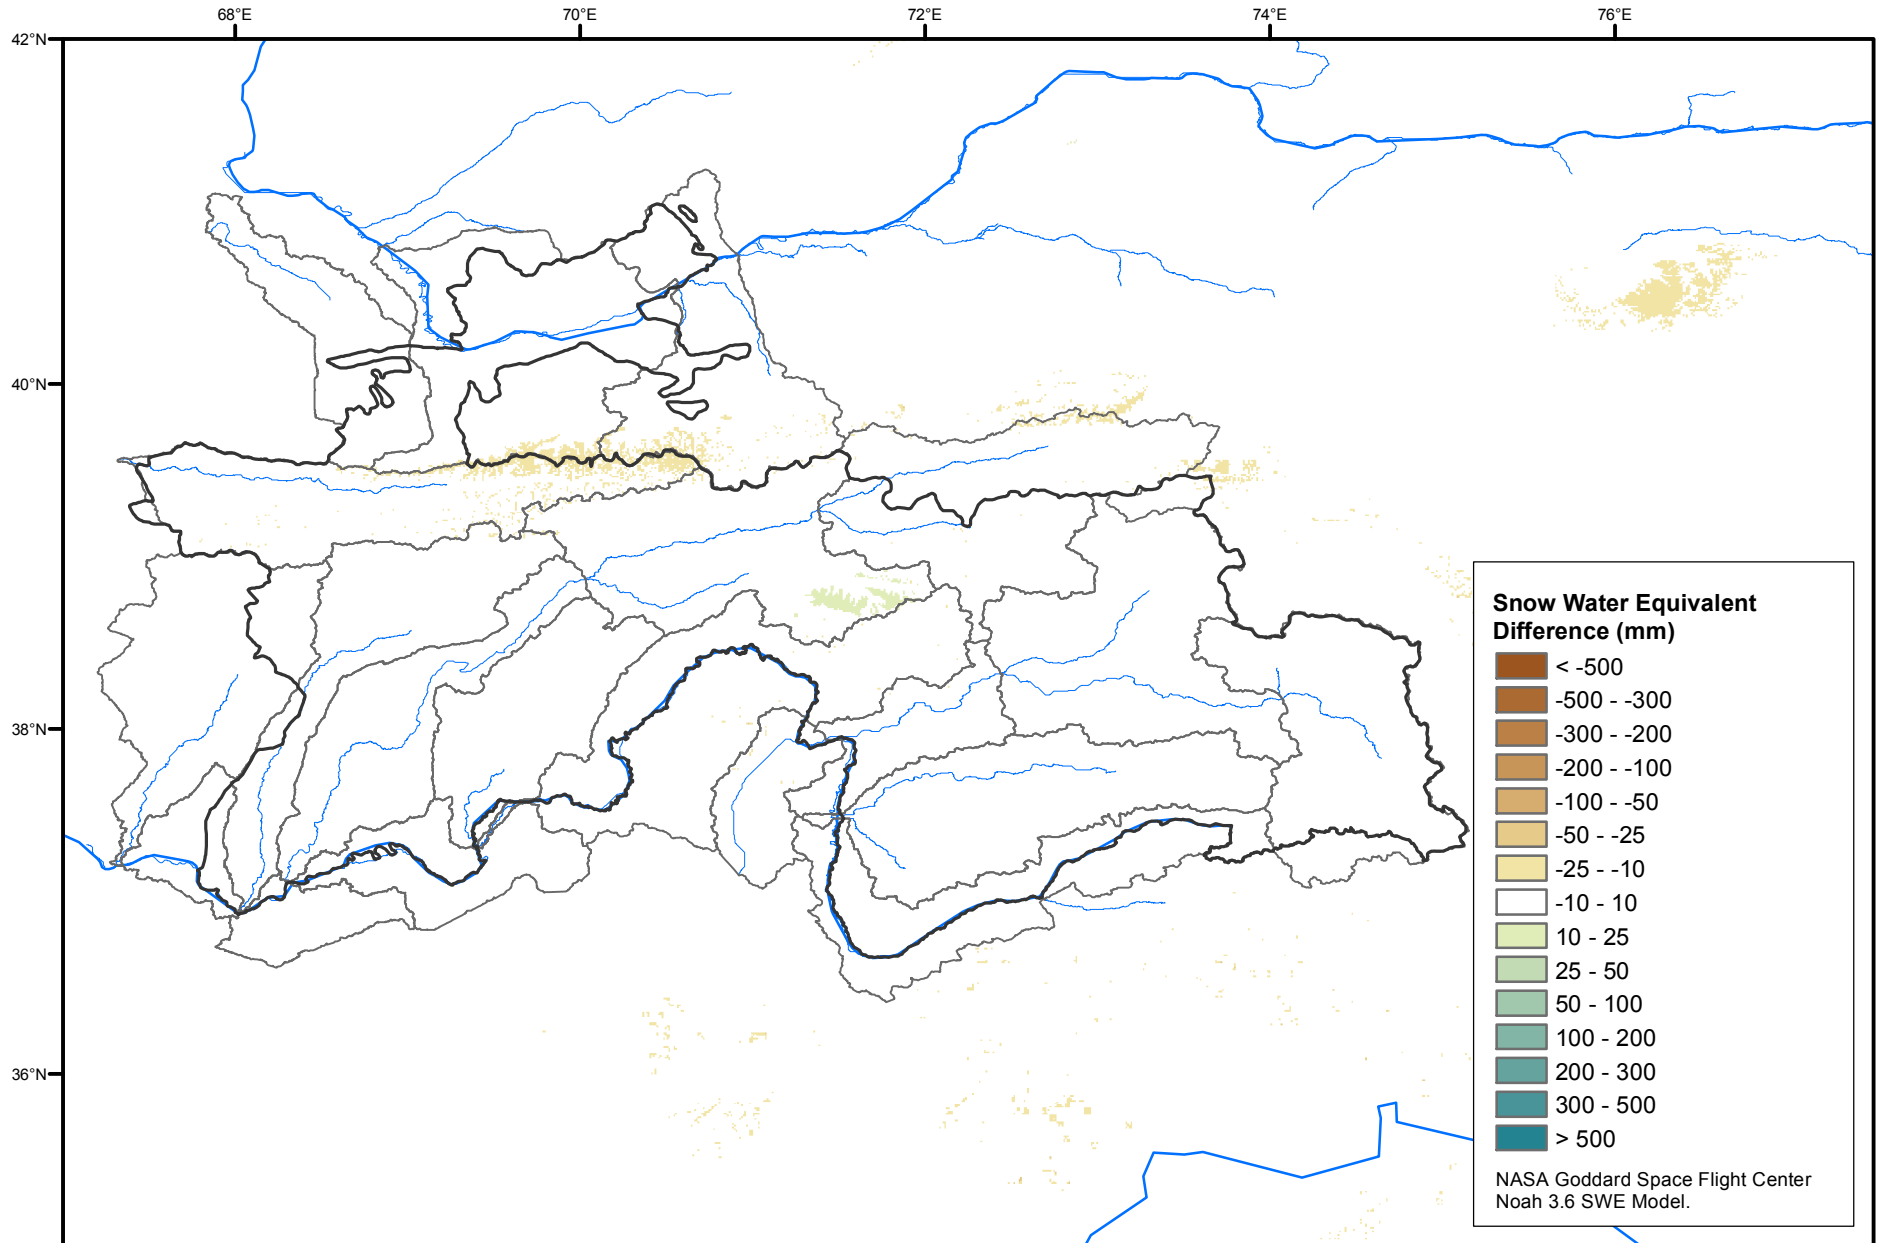 68°E
70°E
72°E
74°E
76°E
42°N
40°N
38°N
36°N
Snow Water Equivalent
Difference (mm)
< -500
-500 - -300
-300 - -200
-200 - -100
-100 - -50
-50 - -25
-25 - -10
-10 - 10
10 - 25
25 - 50
50 - 100
100 - 200
200 - 300
300 - 500
> 500
NASA Goddard Space Flight Center
Noah 3.6 SWE Model.